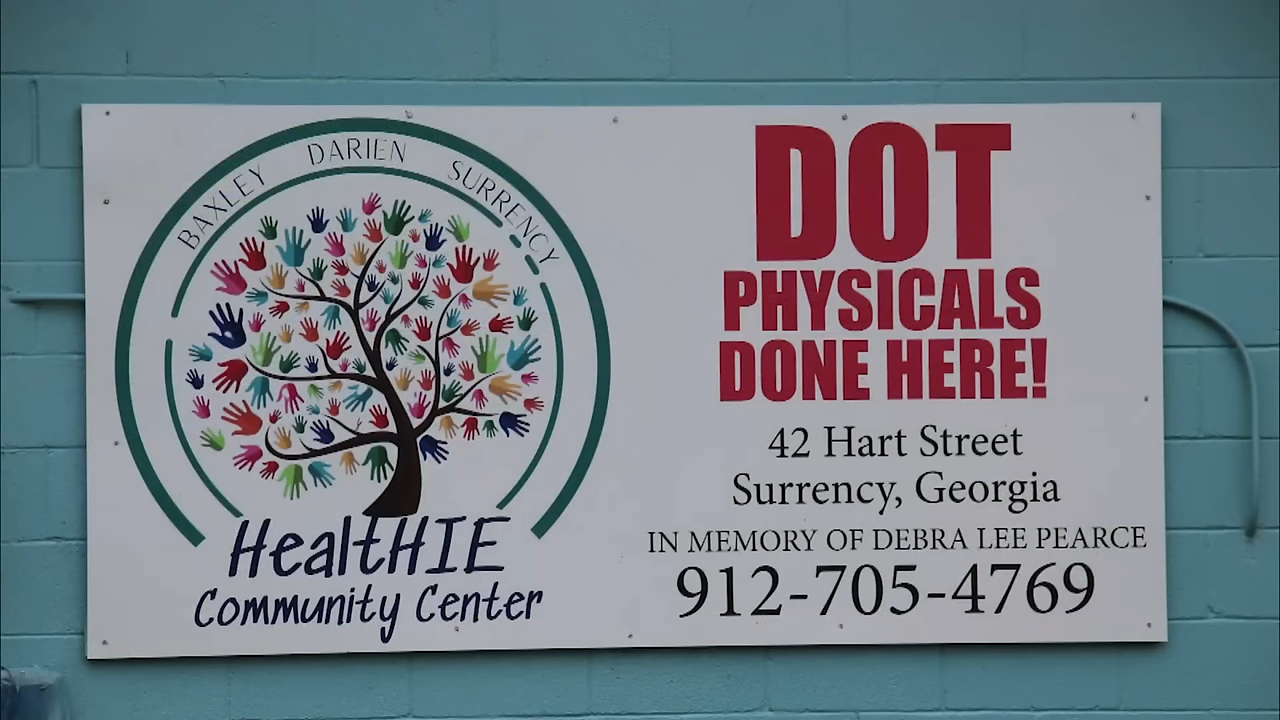 BAXLEY DARIEN SURRENCY
HealtHIE
Community Center
DOT
PHYSICALS
DONE HERE!
42 Hart Street
Surrency, Georgia
IN MEMORY OF DEBRA LEE PEARCE
912-705-4769